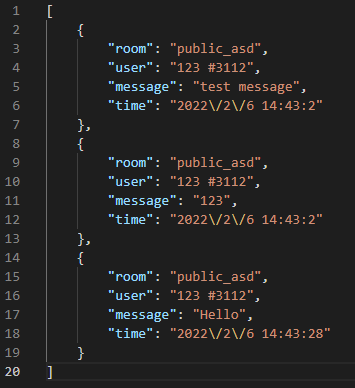 1 [
2 {
3 "room": "public_asd",
4 "user": "123 #3112",
5 "message": "test message",
6 "time": "2022\/2\/6 14:43:2"
7 },
8 {
9 "room": "public_asd",
10 "user": "123 #3112",
11 "message": "123",
12 "time": "2022\/2\/6 14:43:2"
13 },
14 {
15 "room": "public_asd",
16 "user": "123 #3112",
17 "message": "Hello",
18 "time": "2022\/2\/6 14:43:28"
19 }
20 ]